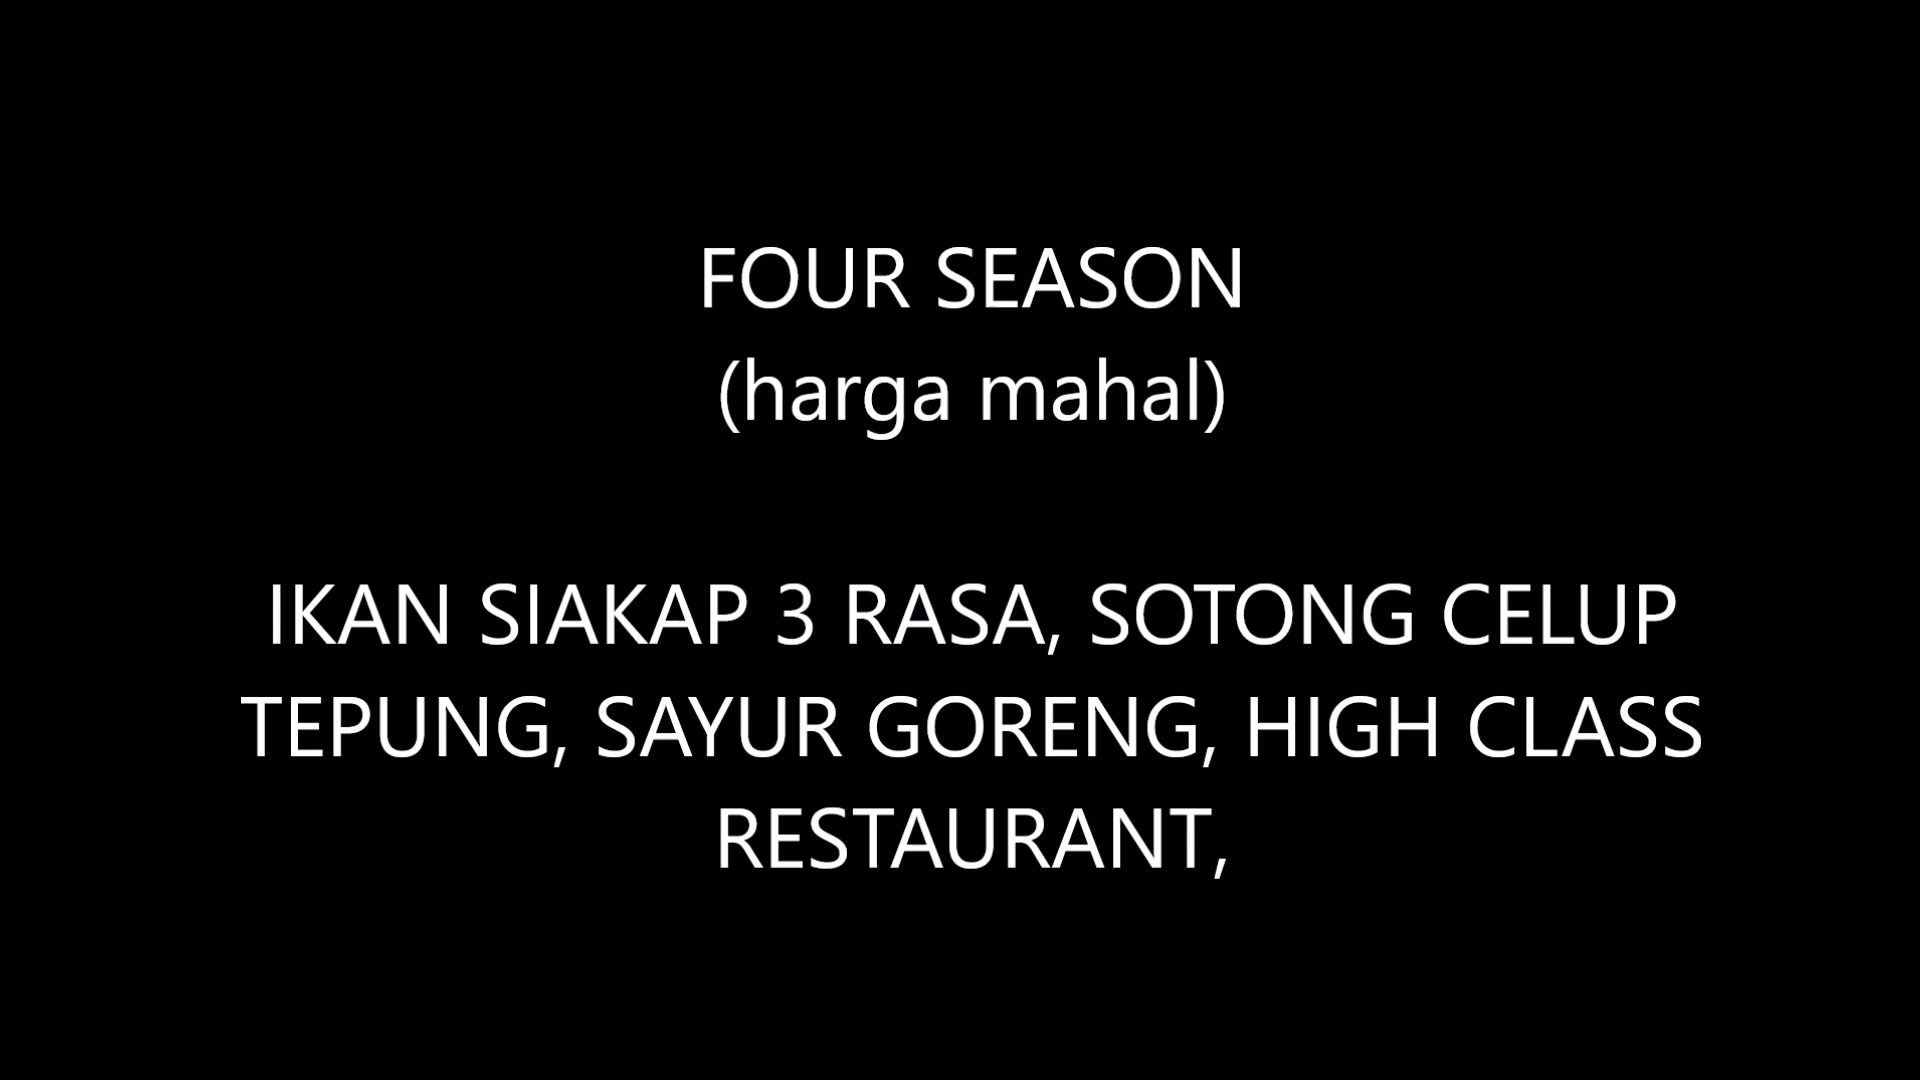 FOUR SEASON
(harga mahal)
IKAN SIAKAP 3 RASA, SOTONG CELUP
TEPUNG, SAYUR GORENG, HIGH CLASS
RESTAURANT,